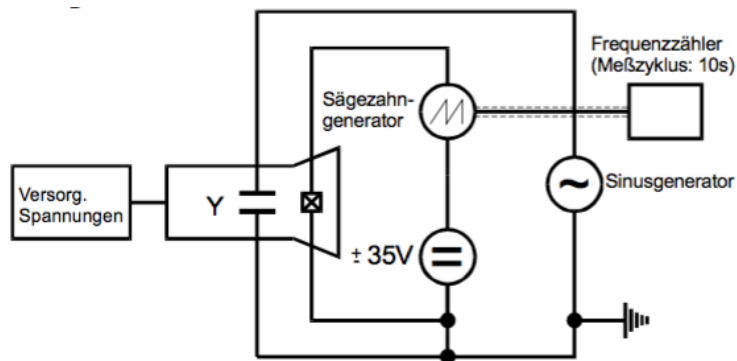 Frequenzzähler
(Meßzyklus: 10s)
Sägezahn-
generator
Versorg.
Spannungen
Y
Sinusgenerator
± 35V